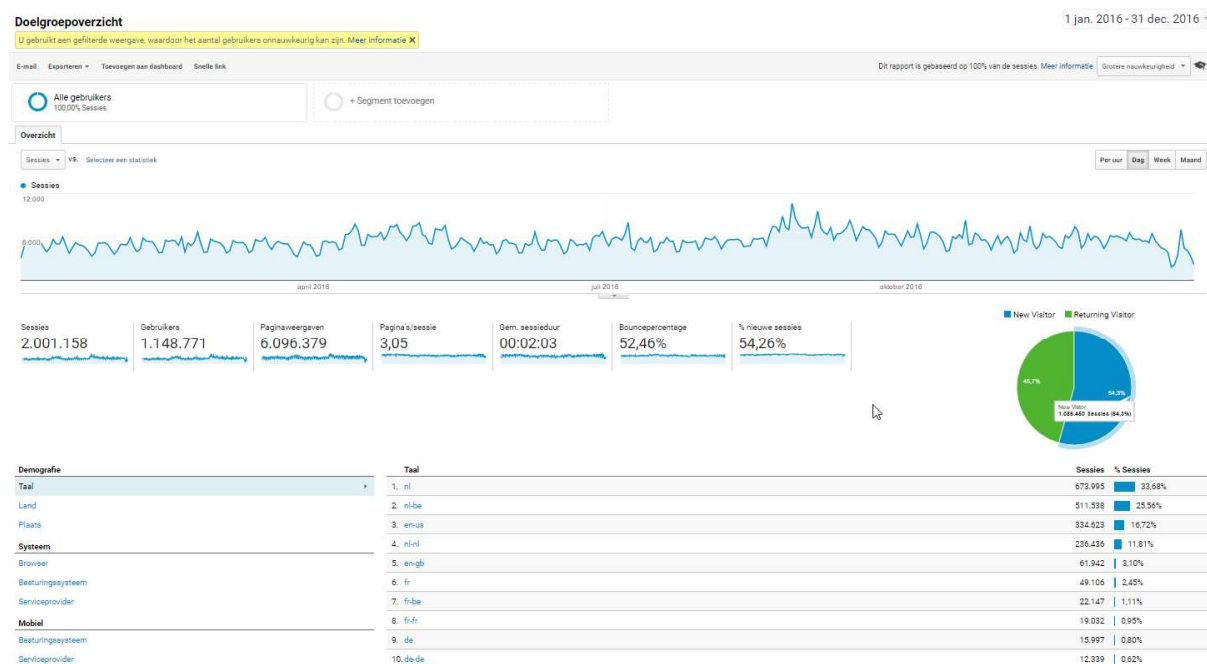 Doelgroepoverzicht
1 jan. 2016 - 31 dec. 2016
U gebruikt een gefilterde weergave, waardoor het aantal gebruikers onnauwkeurig kan zijn. Meer informatie X
E-mail Exporteren Toevoegen aan dashboard Snelle link
Dit rapport is gebaseerd op 100% van de sessies. Meer informatie Grotere nauwkeurigheid
Alle gebruikers
100,00% Sessies
+ Segment toevoegen
Overzicht
Sessies vs. Selecteer een statistiek
Per uur Dag Week Maand
Sessies
12.000
6.000
april 2016 juli 2016 oktober 2016
Sessies
2.001.158
Gebruikers
1.148.771
Paginaweergaven
6.096.379
Pagina's/sessie
3,05
Gem. sessieduur
00:02:03
Bouncepercentage
52,46%
% nieuwe sessies
54,26%
New Visitor Returning Visitor
45,7%
54,3%
New Visitor
Sessies (54,3%)
Demografie
Taal
Land
Plaats
Systeem
Browser
Besturingssysteem
Serviceprovider
Mobiel
Besturingssysteem
Serviceprovider
Taal Sessies % Sessies
1. nl 673.995 33,68%
2. nl-be 511.538 25,56%
3. en-us 334.623 16,72%
4. nl-nl 236.436 11,81%
5. en-gb 61.942 3,10%
6. fr 49.106 2,45%
7. fr-be 22.147 1,11%
8. fr-fr 19.032 0,95%
9. de 15.997 0,80%
10. de-de 12.339 0,62%